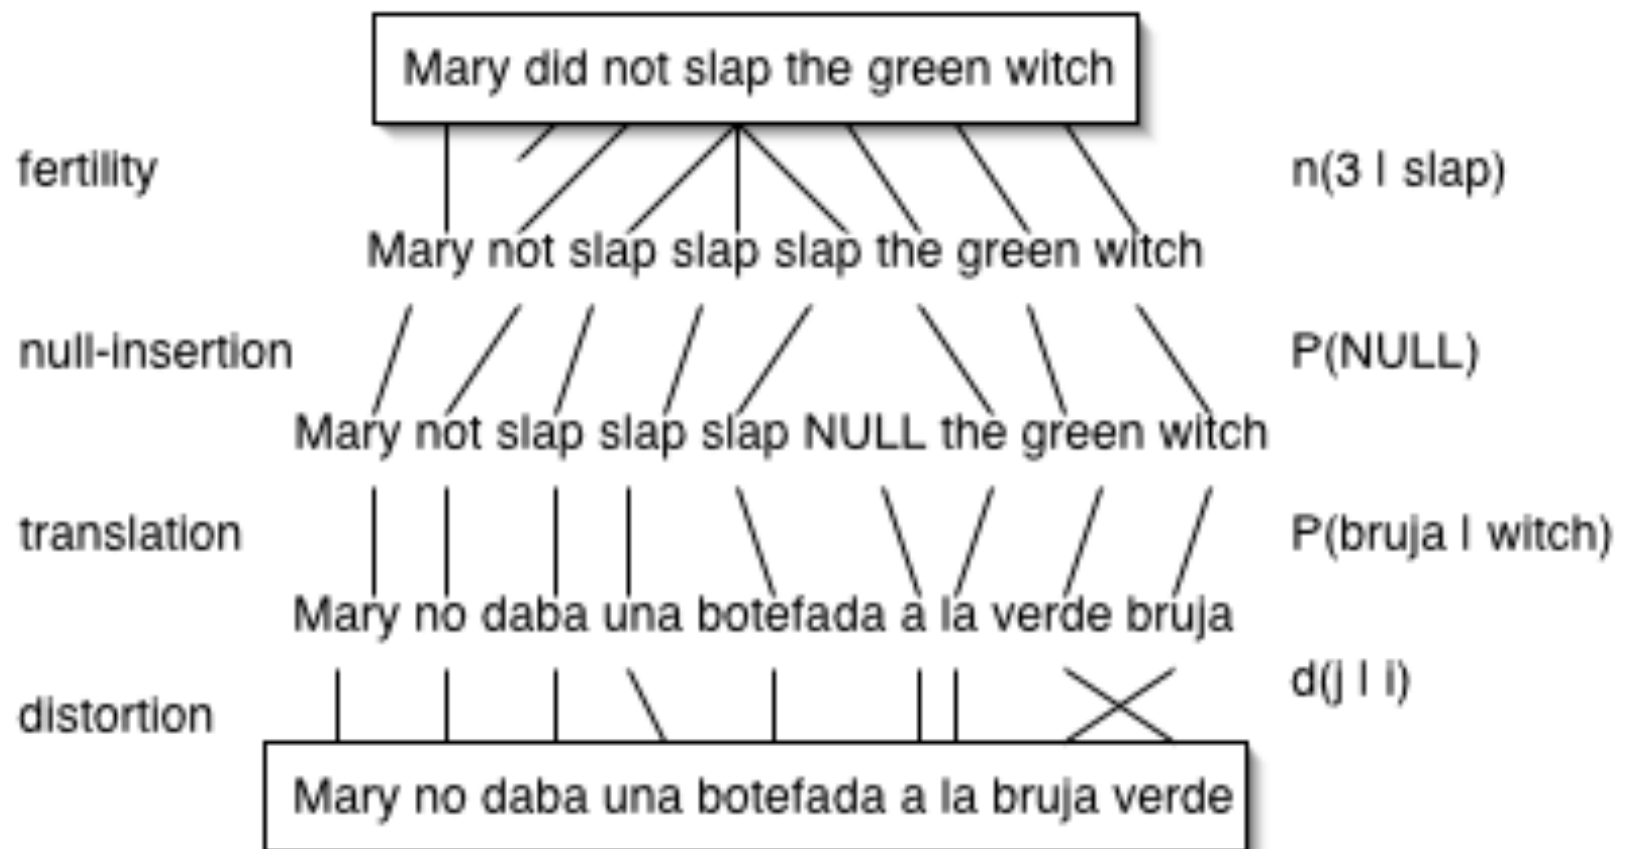 Mary did not slap the green witch
fertility n(3 | slap)
Mary not slap slap slap the green witch
null-insertion P(NULL)
Mary not slap slap slap NULL the green witch
translation P(bruja | witch)
Mary no daba una botefada a la verde bruja
distortion d(j | i)
Mary no daba una botefada a la bruja verde